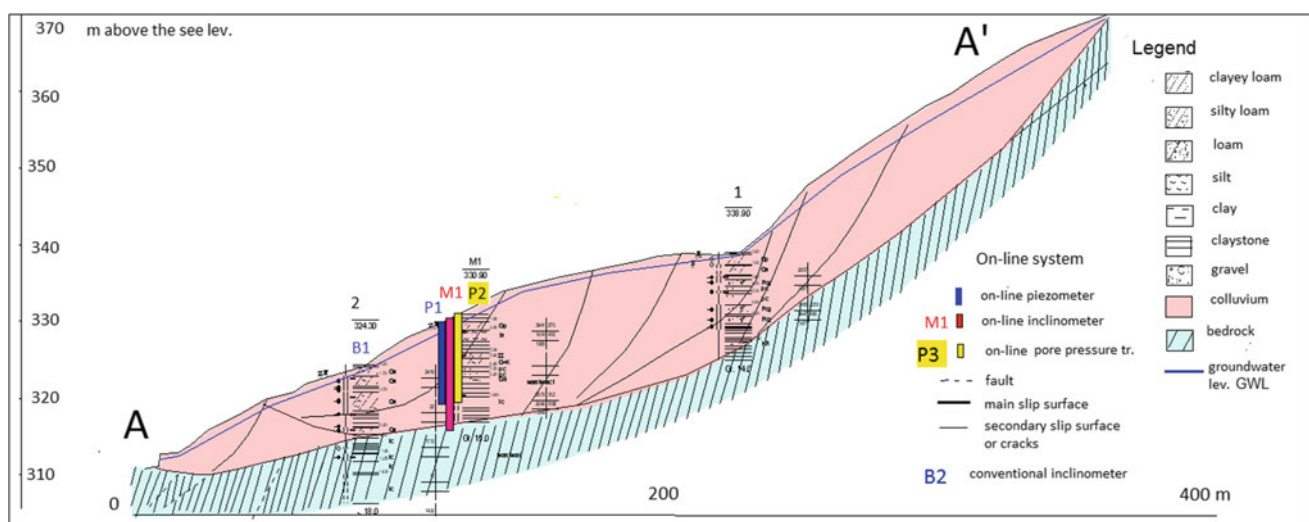 370
m above the see lev.
A'
Legend
clayey loam
360
silty loam
loam
350
silt
1
338.90
clay
340
claystone
M1
330.90
On-line system
gravel
P2
M1
on-line piezometer
colluvium
2
P1
330
324.30
M1
on-line inclinometer
bedrock
B1
P3
on-line pore pressure tr.
groundwater
lev. GWL
fault
320
main slip surface
A
secondary slip surface
or cracks
310
B2
conventional inclinometer
0
200
400 m
18.0